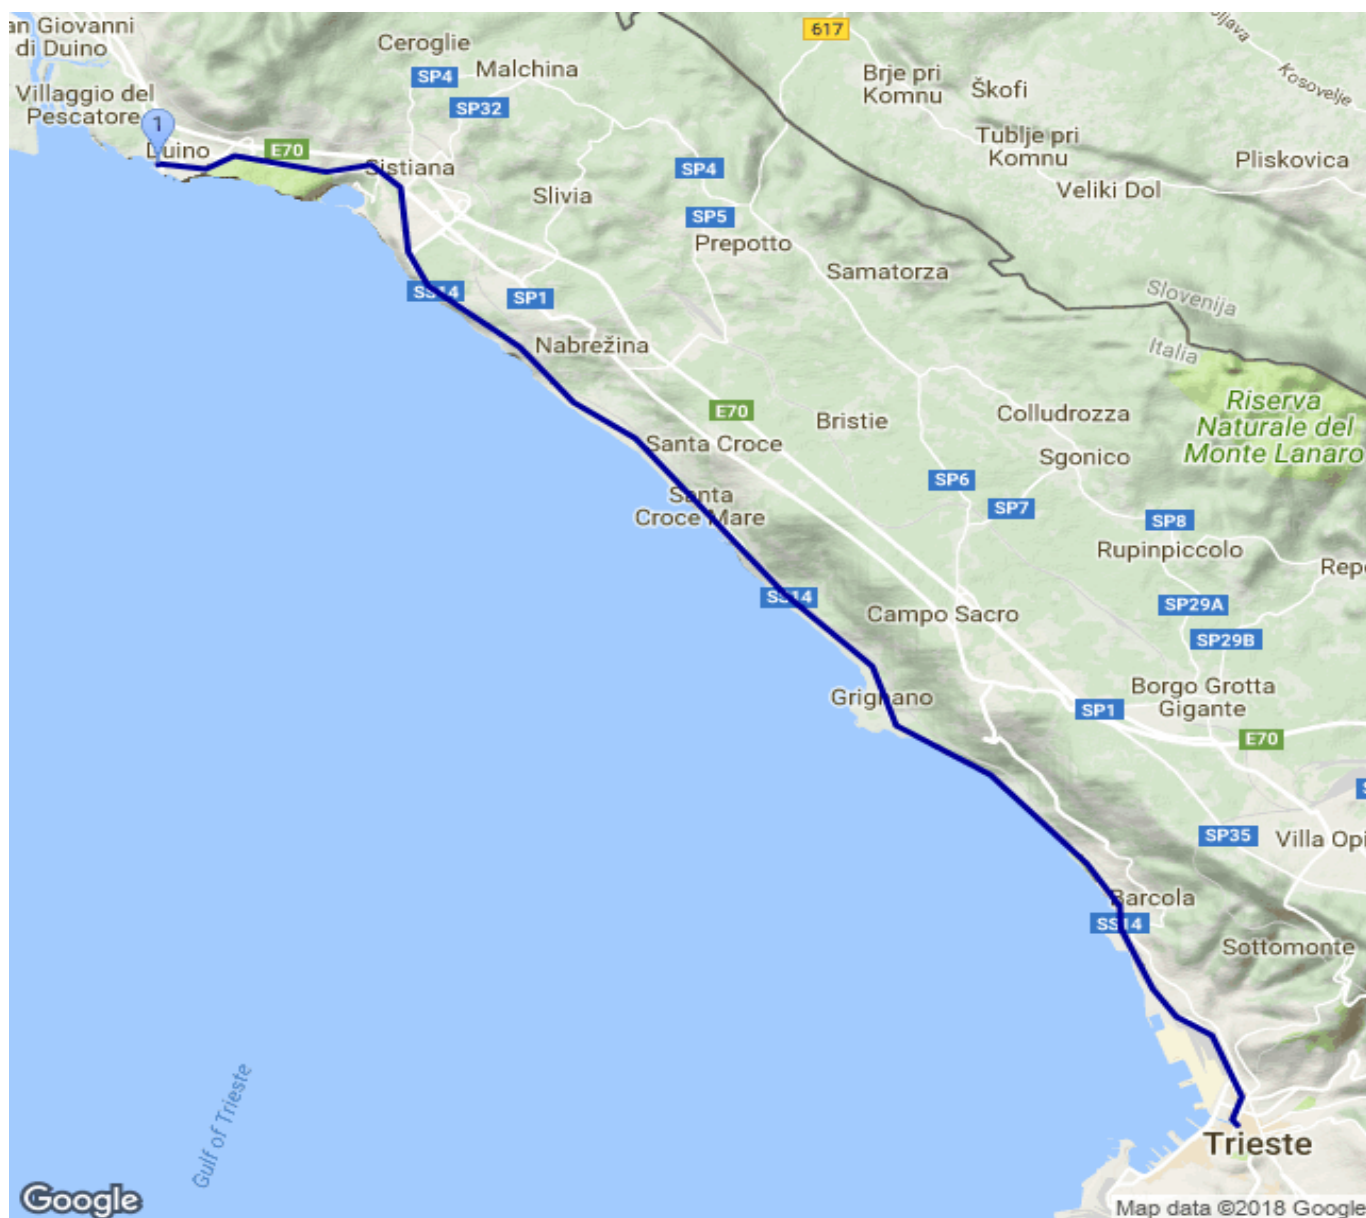 an Giovanni
di Duino
Ceroglie
617
ljava
Kosovelje
SP4
Malchina
Brje pri
Komnu
Škofi
Villaggio del
Pescatore
SP32
1
Duino
E70
Sistiana
Tublje pri
Komnu
Pliskovica
SP4
Slivia
Veliki Dol
SP5
Prepotto
Samatorza
SS14
SP1
Slovenija
Nabrežina
Italia
E70
Bristie
Colludrozza
Riserva
Naturale del
Monte Lanaro
Santa Croce
Sgonico
SP6
Santa
Croce Mare
SP7
SP8
Rupinpiccolo
Repe
SS14
SP29A
Campo Sacro
SP29B
Grignano
Borgo Grotta
Gigante
SP1
E70
S
SP35
Villa Opi
Barcola
SS14
Sottomonte
Gulf of Trieste
Trieste
Google
Map data ©2018 Google